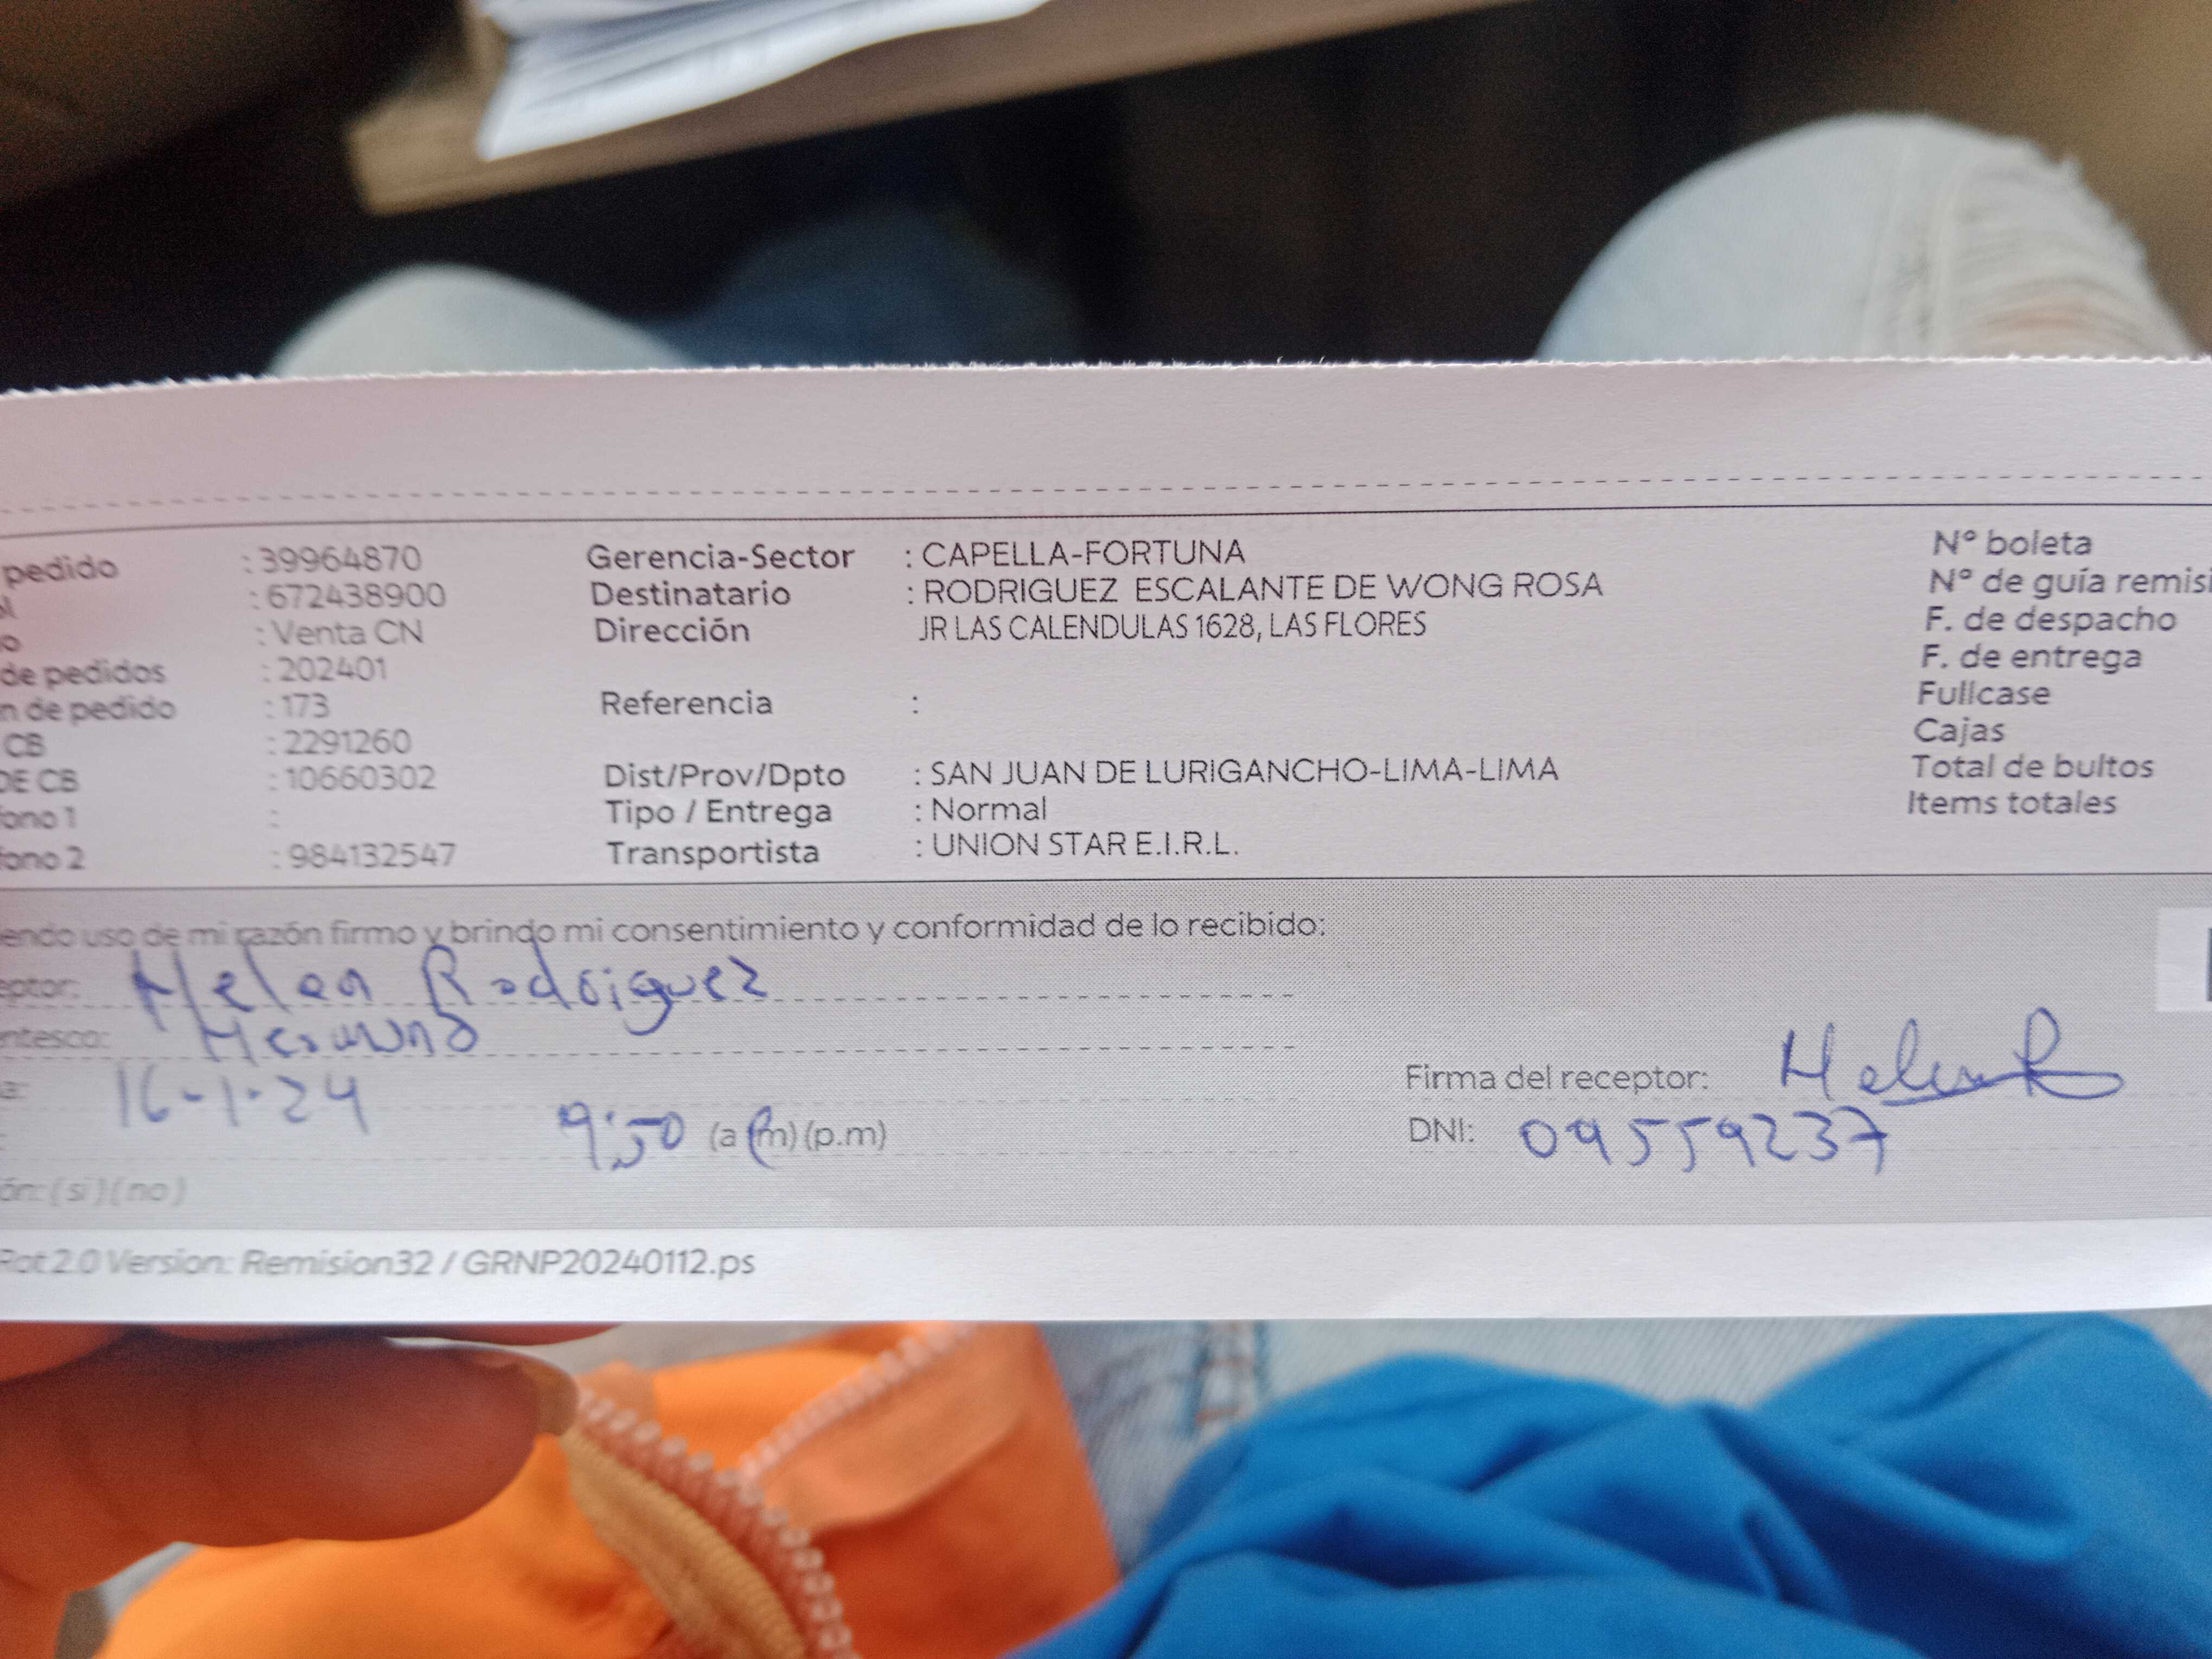 pedido : 39964870 Gerencia-Sector : CAPELLA-FORTUNA Nº boleta
: 672438900 Destinatario : RODRIGUEZ ESCALANTE DE WONG ROSA Nº de guía remisi
: Venta CN Dirección JR LAS CALENDULAS 1628, LAS FLORES F. de despacho
de pedidos : 202401 F. de entrega
n de pedido : 173 Referencia : Fullcase
CB : 2291260 Cajas
DE CB : 10660302 Dist/Prov/Dpto : SAN JUAN DE LURIGANCHO-LIMA-LIMA Total de bultos
fono 1 : Tipo / Entrega : Normal Items totales
fono 2 : 984132547 Transportista : UNION STAR E.I.R.L.
endo uso de mi razón firmo y brindo mi consentimiento y conformidad de lo recibido:
eptor: Helen Rodriguez
entesco: Hermana
a: 16-1-24 Firma del receptor: Helen R
: 9:50 (a m) (p.m) DNI: 09559237
ón: (si) (no)
Rot 2.0 Version: Remision32 / GRNP20240112.ps